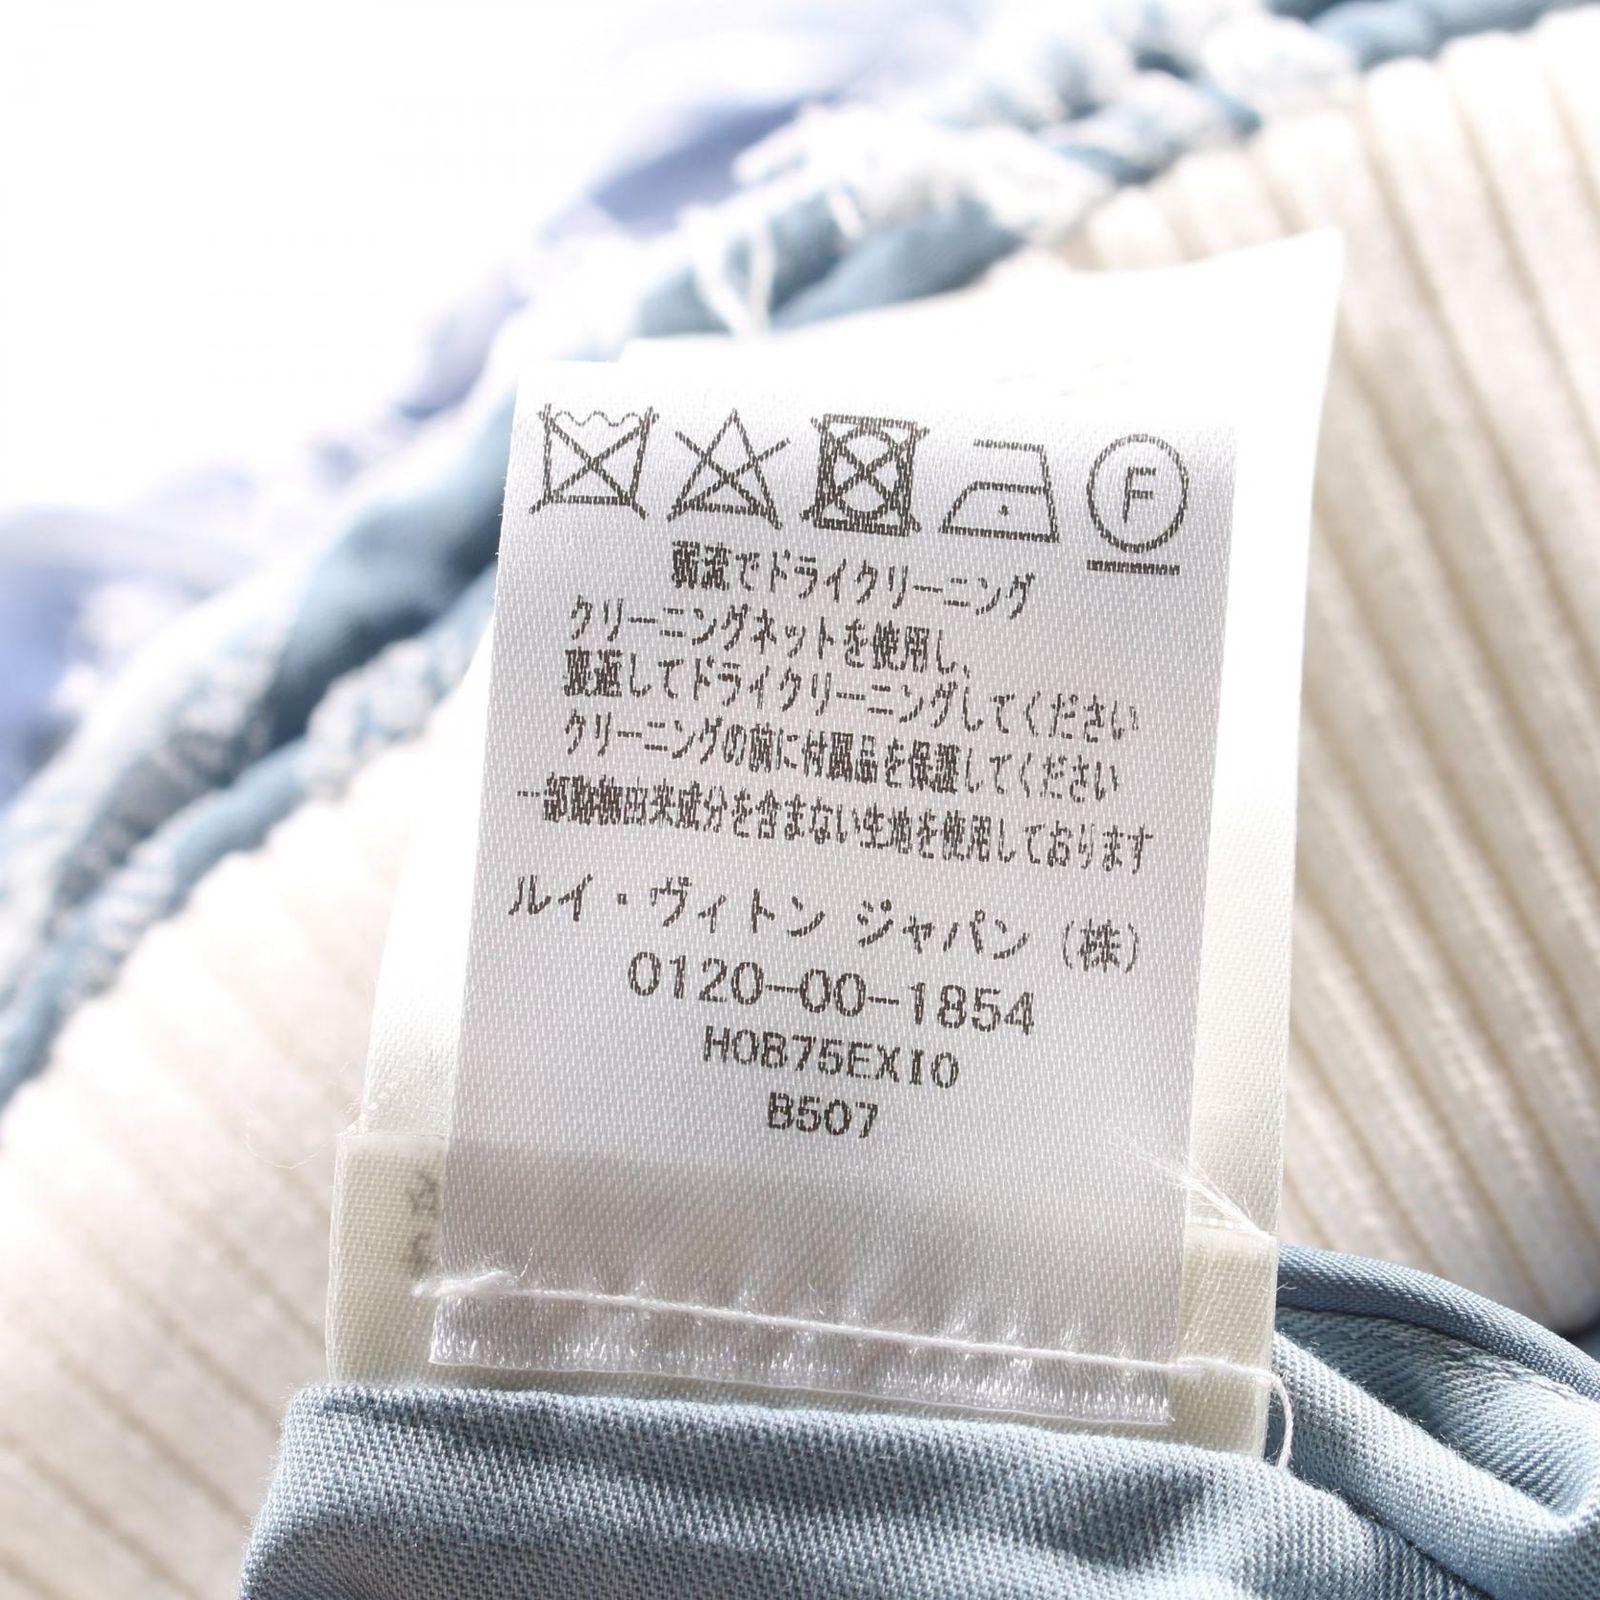 F
弱流でドライクリーニング
クリーニングネットを使用し、
裏返してドライクリーニングしてください
クリーニングの前に付属品を保護してください
一部動物由来成分を含まない生地を使用しております
ルイ・ヴィトン ジャパン (株)
0120-00-1854
H0B75EXI0
B507